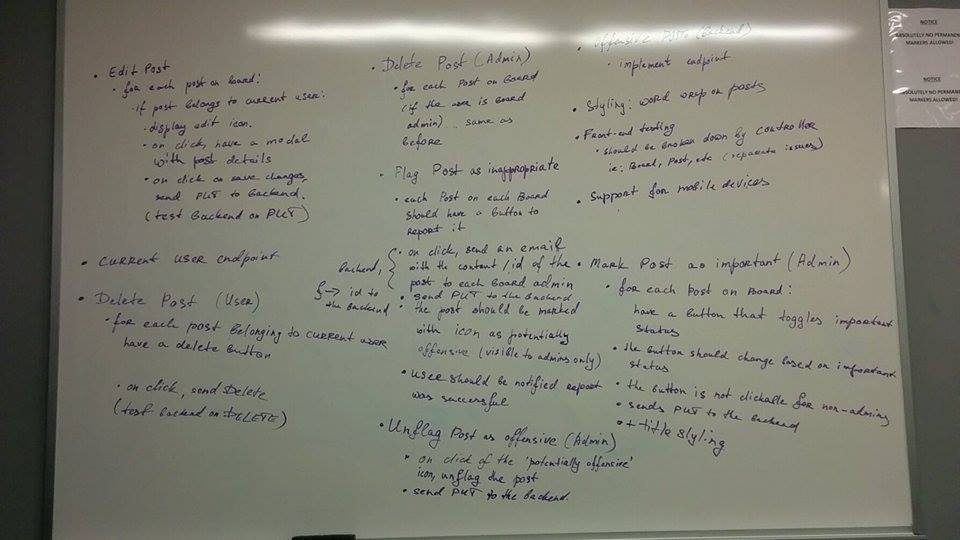 • Edit Post
• for each post on board:
• if post belongs to current user:
• display edit icon.
• on click, have a modal
with post details
• on click on save changes,
send PUT to backend.
(test backend on PUT)
• current user endpoint
• Delete Post (User)
• for each post belonging to current user
have a delete button
• on click, send Delete
(test backend on DELETE)
• Delete Post (Admin)
• for each Post on Board
(if the user is Board
admin)... same as
before
• Flag Post as inappropriate
• each Post on each Board
should have a button to
report it
backend, { • on click, send an email
with the content/id of the
post to each Board admin
{→ id to
the backend
• send PUT to the backend
• the post should be marked
with icon as potentially
offensive (visible to admins only)
• user should be notified report
was successful
• Unflag Post as offensive (Admin)
• on click of the 'potentially offensive'
icon, unflag the post
• send PUT to the backend.
offensive Posts (Backend)
• implement endpoint
• Styling: word wrap on posts
• Front-end testing
• should be broken down by controller
ie: Board, Post, etc (separate issues)
• Support for mobile devices
• Mark Post as important (Admin)
• for each Post on Board:
have a button that toggles important
status
• the button should change based on important
status
• the button is not clickable for non-admins
• sends PUT to the backend
• + title styling
NOTICE
ABSOLUTELY NO PERMANEN
MARKERS ALLOWED!
NOTICE
SOLUTELY NO PERMANEN
MARKERS ALLOWED!